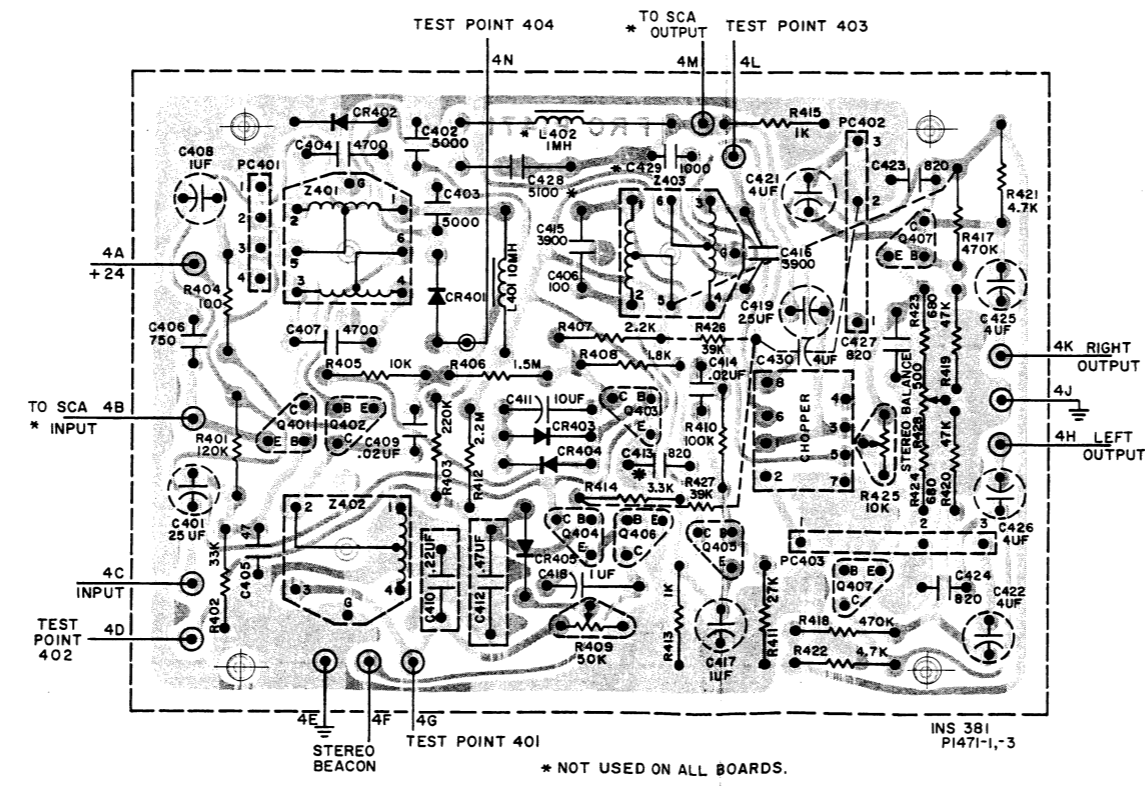 TEST POINT 404
TO SCA
* OUTPUT
TEST POINT 403
4N
4M
4L
CR402
C402
5000
* L402
1MH
R415
1K
PC402
3
C408
1UF
PC401
C404
4700
C428
5100 *
* C429
1000
Z403
C421
4UF
C423
820
R421
4.7K
1
2
3
4
Z401
G
2
1
5
6
3
4
C403
5000
C415
3900
C406
100
1
6
3
G
2
5
4
C416
3900
2
C
Q407
E B
R417
470K
4A
+24
R404
100
CR401
L401 10MH
C419
25UF
1
C425
4UF
C406
750
C407
4700
R407
2.2K
R426
39K
C430
4UF
C427
820
R423
680
47K
R405
10K
R406
1.5M
R408
1.8K
C414
.02UF
STEREO BALANCE
500
R428
R419
4K
RIGHT
OUTPUT
4J
TO SCA
* INPUT
4B
R401
120K
C
Q401
E B
B E
Q402
C
C409
.02UF
220K
R403
2.2M
R412
C411
10UF
CR403
CR404
C B
Q403
E
C413
*
820
R410
100K
8
6
1
2
CHOPPER
4
3
5
7
R425
10K
R424
680
47K
R420
4H
LEFT
OUTPUT
R414
3.3K
R427
39K
C401
25UF
Z402
2
1
3
4
G
C B
Q404
E
B E
Q406
C
C B
Q405
E
1
2
3
PC403
C426
4UF
33K
R402
47
C405
.22UF
C410
.47UF
C412
CR405
C418
1UF
B E
Q407
C
C424
820
C422
4UF
4C
INPUT
TEST
POINT
402
4D
R409
50K
1K
R413
C417
1UF
27K
R411
R418
470K
R422
4.7K
4E
4F
4G
STEREO
BEACON
TEST POINT 401
INS 381
P1471-1,-3
* NOT USED ON ALL BOARDS.